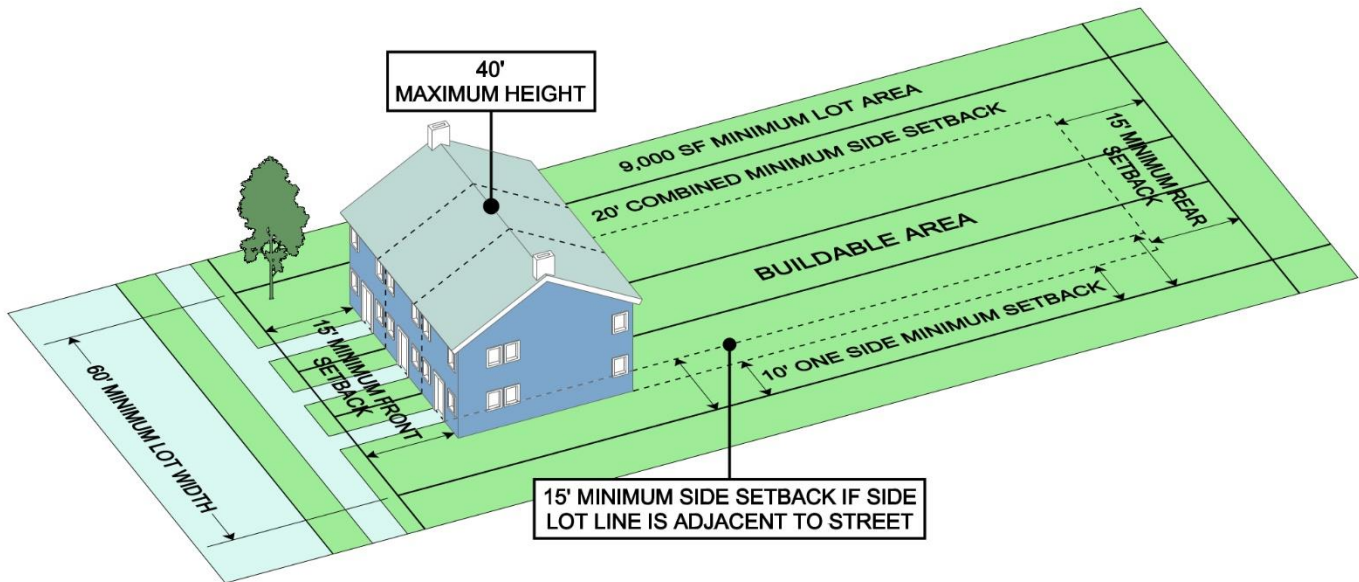 40'
MAXIMUM HEIGHT
9,000 SF MINIMUM LOT AREA
20' COMBINED MINIMUM SIDE SETBACK
15' MINIMUM REAR
SETBACK
BUILDABLE AREA
10' ONE SIDE MINIMUM SETBACK
15' MINIMUM FRONT
SETBACK
60' MINIMUM LOT WIDTH
15' MINIMUM SIDE SETBACK IF SIDE
LOT LINE IS ADJACENT TO STREET